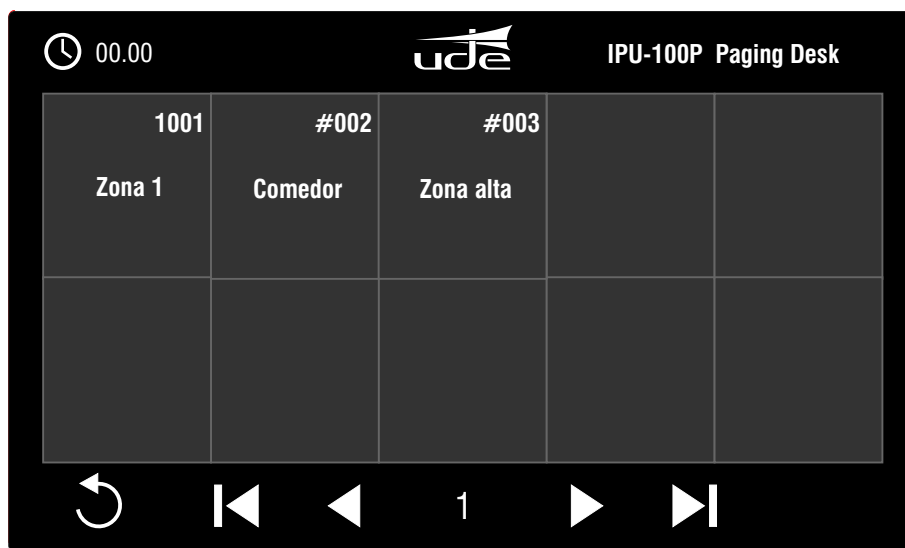 00.00
ude
IPU-100P Paging Desk
1001
#002
#003
Zona 1
Comedor
Zona alta
1